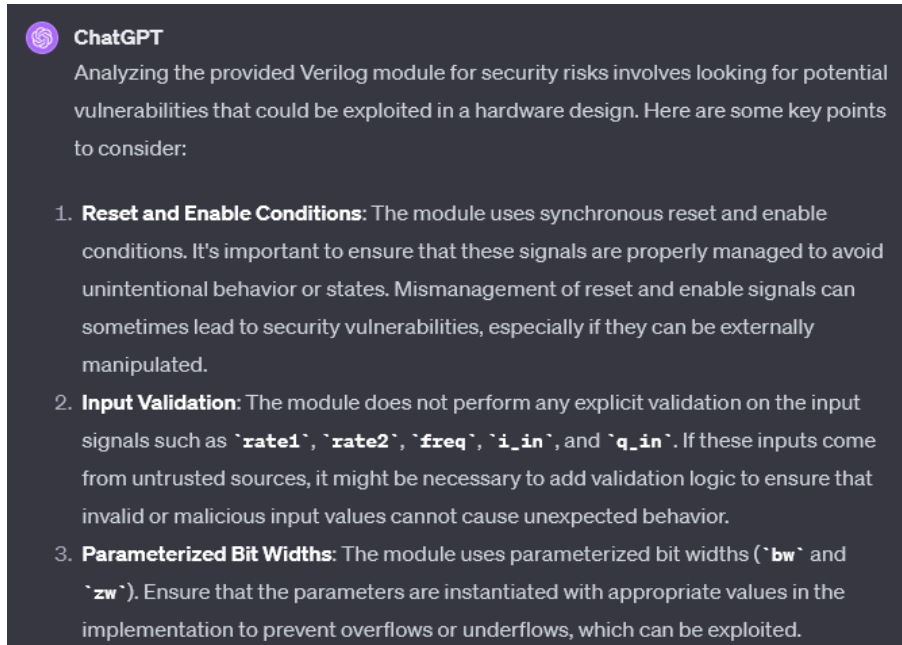 ChatGPT
Analyzing the provided Verilog module for security risks involves looking for potential
vulnerabilities that could be exploited in a hardware design. Here are some key points
to consider:
1. Reset and Enable Conditions: The module uses synchronous reset and enable
conditions. It's important to ensure that these signals are properly managed to avoid
unintentional behavior or states. Mismanagement of reset and enable signals can
sometimes lead to security vulnerabilities, especially if they can be externally
manipulated.
2. Input Validation: The module does not perform any explicit validation on the input
signals such as `rate1`, `rate2`, `freq`, `i_in`, and `q_in`. If these inputs come
from untrusted sources, it might be necessary to add validation logic to ensure that
invalid or malicious input values cannot cause unexpected behavior.
3. Parameterized Bit Widths: The module uses parameterized bit widths (`bw` and
`zw`). Ensure that the parameters are instantiated with appropriate values in the
implementation to prevent overflows or underflows, which can be exploited.